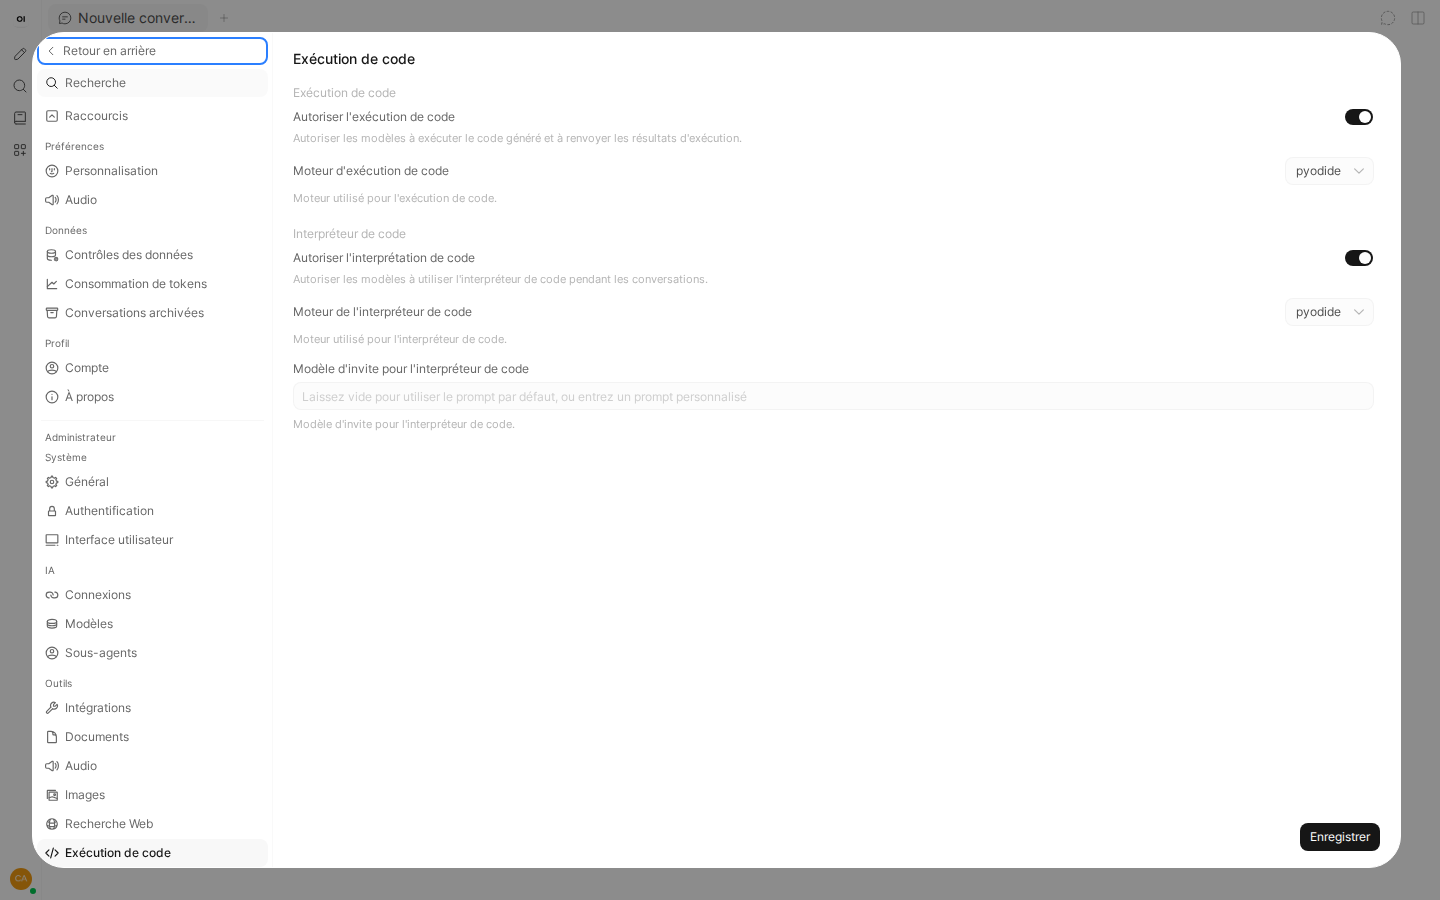 OI
Nouvelle conver...
Retour en arrière
Recherche
Raccourcis
Préférences
Personnalisation
Audio
Données
Contrôles des données
Consommation de tokens
Conversations archivées
Profil
Compte
À propos
Administrateur
Système
Général
Authentification
Interface utilisateur
IA
Connexions
Modèles
Sous-agents
Outils
Intégrations
Documents
Audio
Images
Recherche Web
Exécution de code
CA
Exécution de code
Exécution de code
Autoriser l'exécution de code
Autoriser les modèles à exécuter le code généré et à renvoyer les résultats d'exécution.
Moteur d'exécution de code
pyodide
Moteur utilisé pour l'exécution de code.
Interpréteur de code
Autoriser l'interprétation de code
Autoriser les modèles à utiliser l'interpréteur de code pendant les conversations.
Moteur de l'interpréteur de code
pyodide
Moteur utilisé pour l'interpréteur de code.
Modèle d'invite pour l'interpréteur de code
Laissez vide pour utiliser le prompt par défaut, ou entrez un prompt personnalisé
Modèle d'invite pour l'interpréteur de code.
Enregistrer